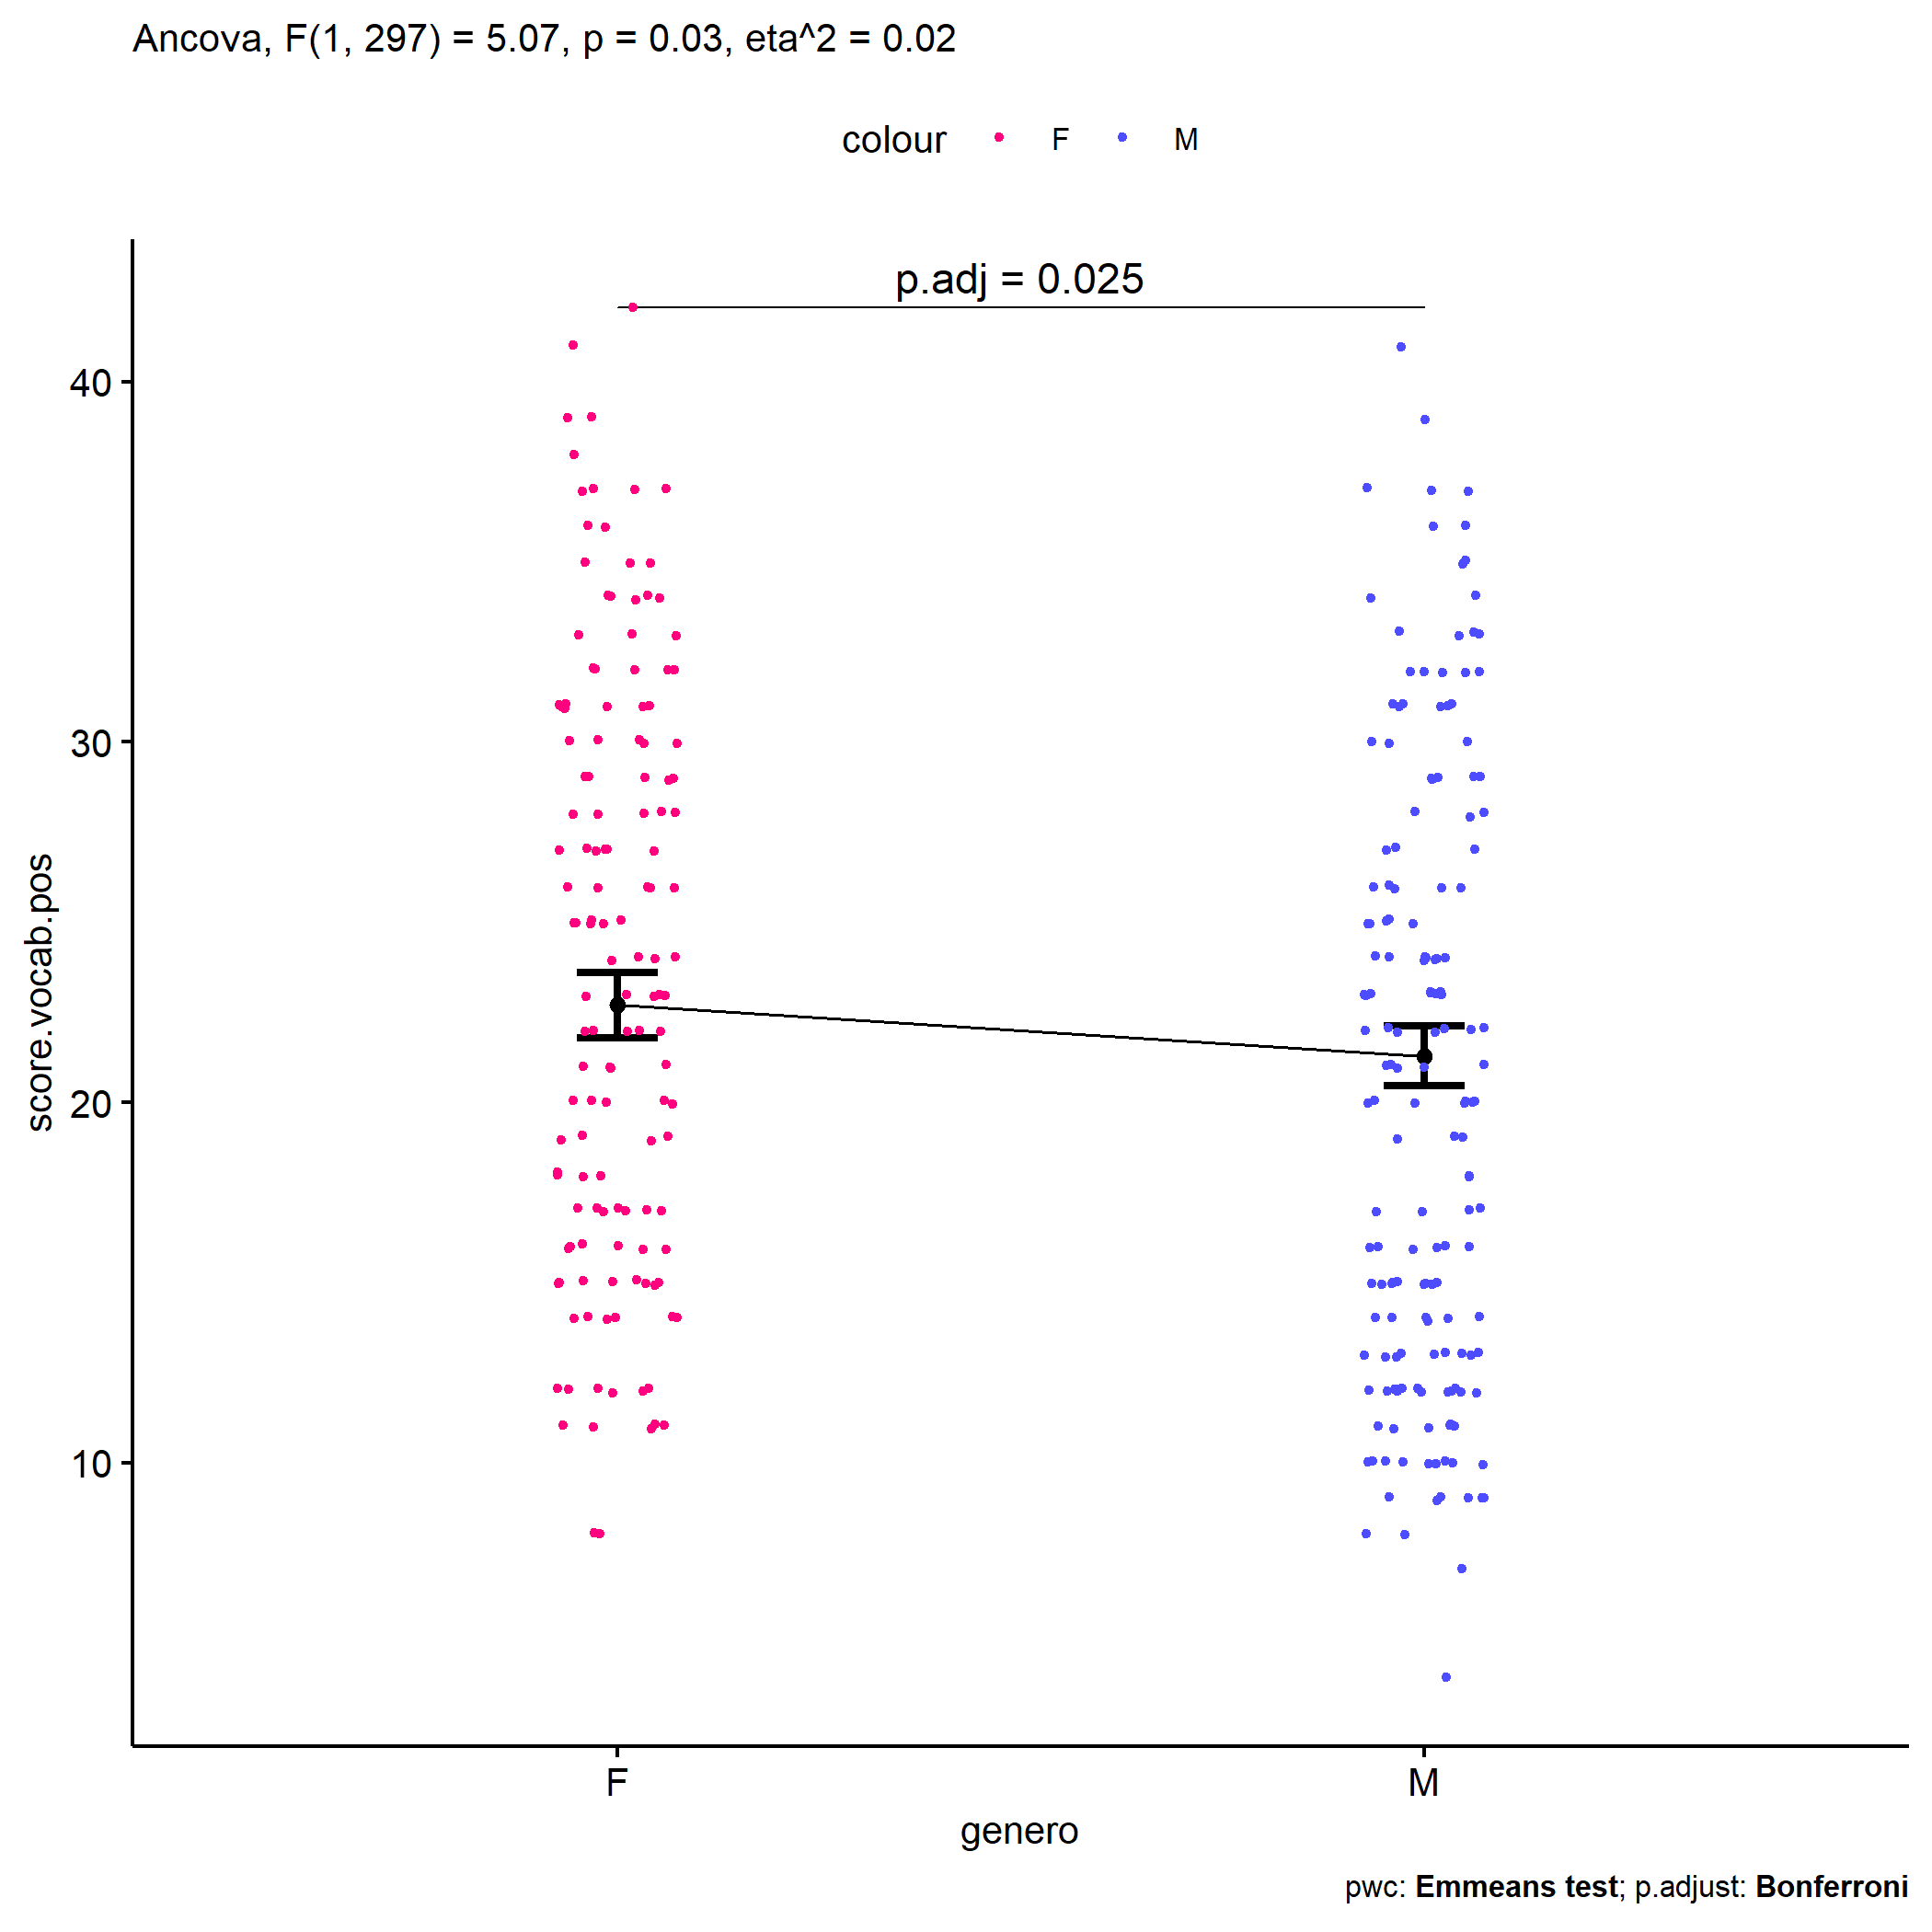 Ancova, F(1, 297) = 5.07, p = 0.03, eta^2 = 0.02
colour F M
p.adj = 0.025
40
30
20
10
score.vocab.pos
F M
genero
pwc: Emmeans test; p.adjust: Bonferroni